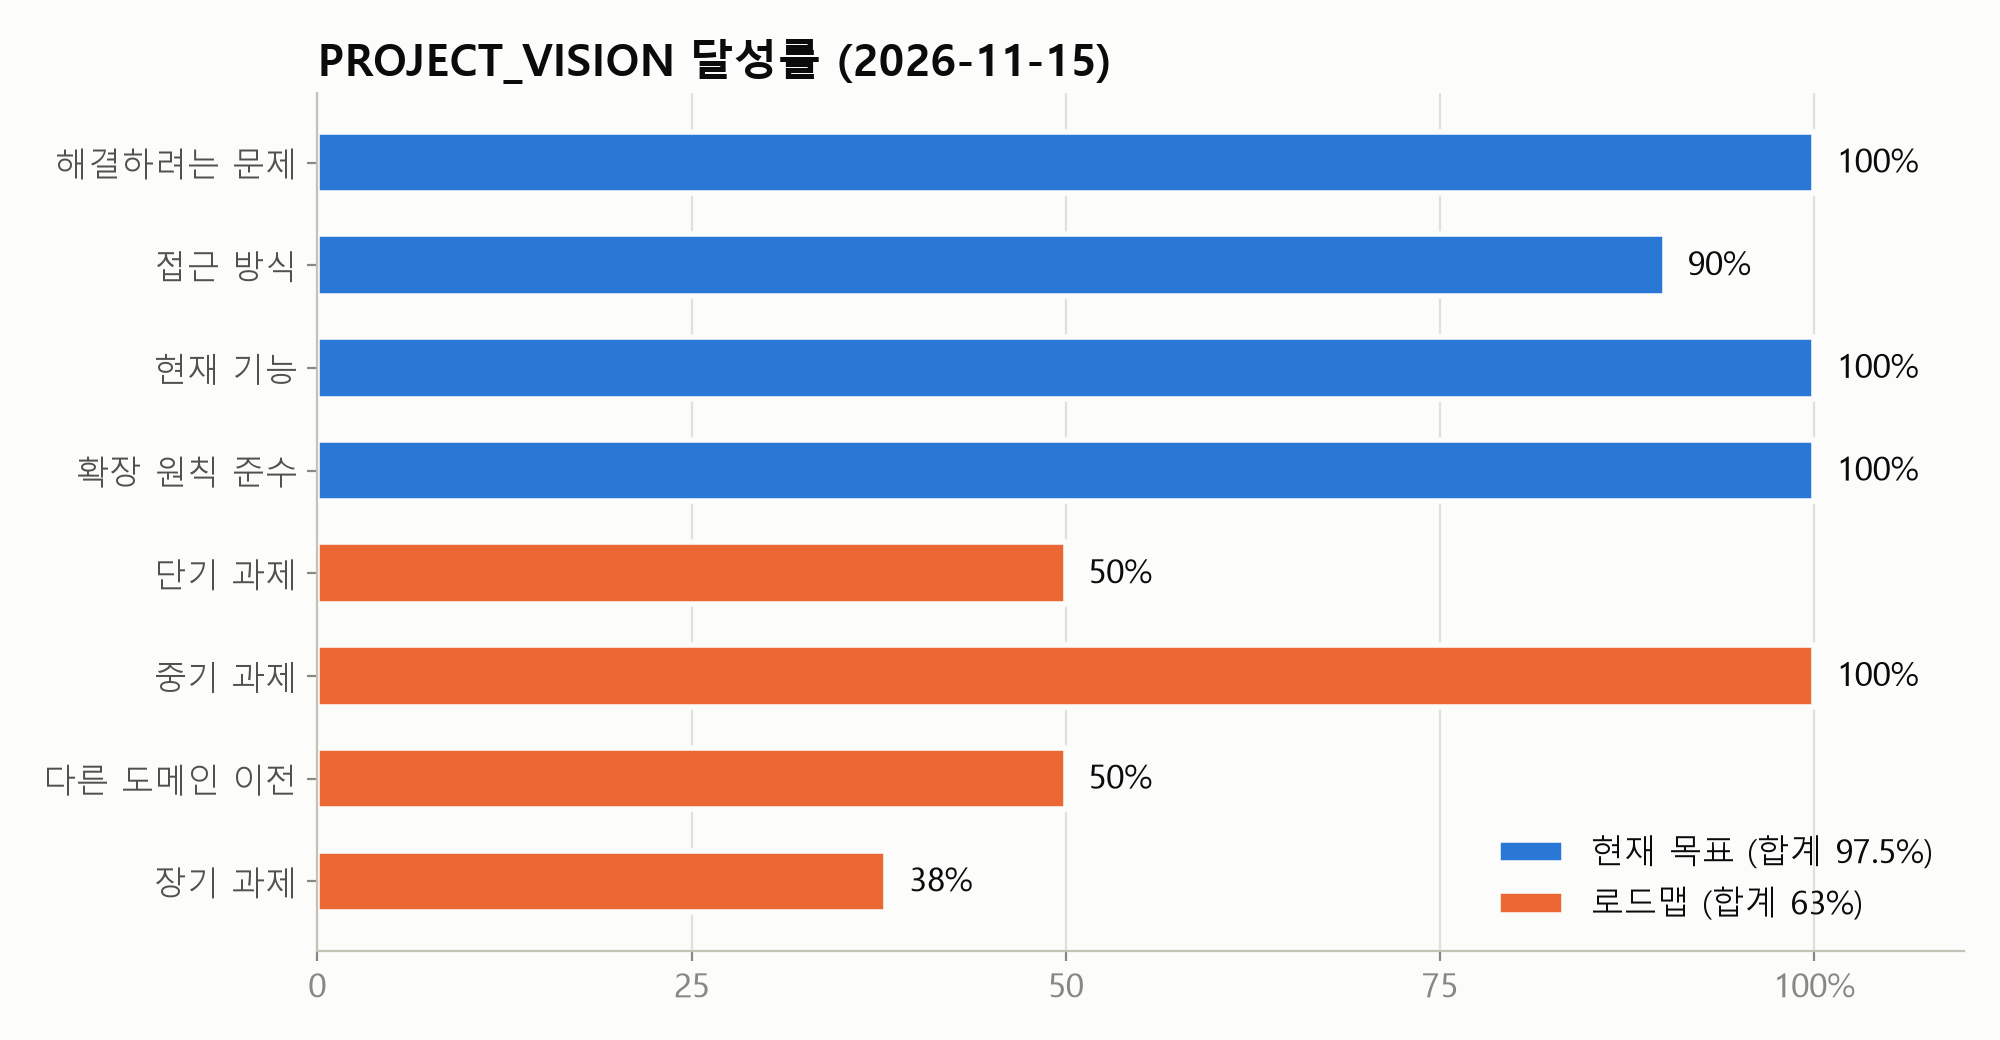 PROJECT_VISION 달성률 (2026-11-15)
해결하려는 문제 100%
접근 방식 90%
현재 기능 100%
확장 원칙 준수 100%
단기 과제 50%
중기 과제 100%
다른 도메인 이전 50%
장기 과제 38%
현재 목표 (합계 97.5%)
로드맵 (합계 63%)
0 25 50 75 100%